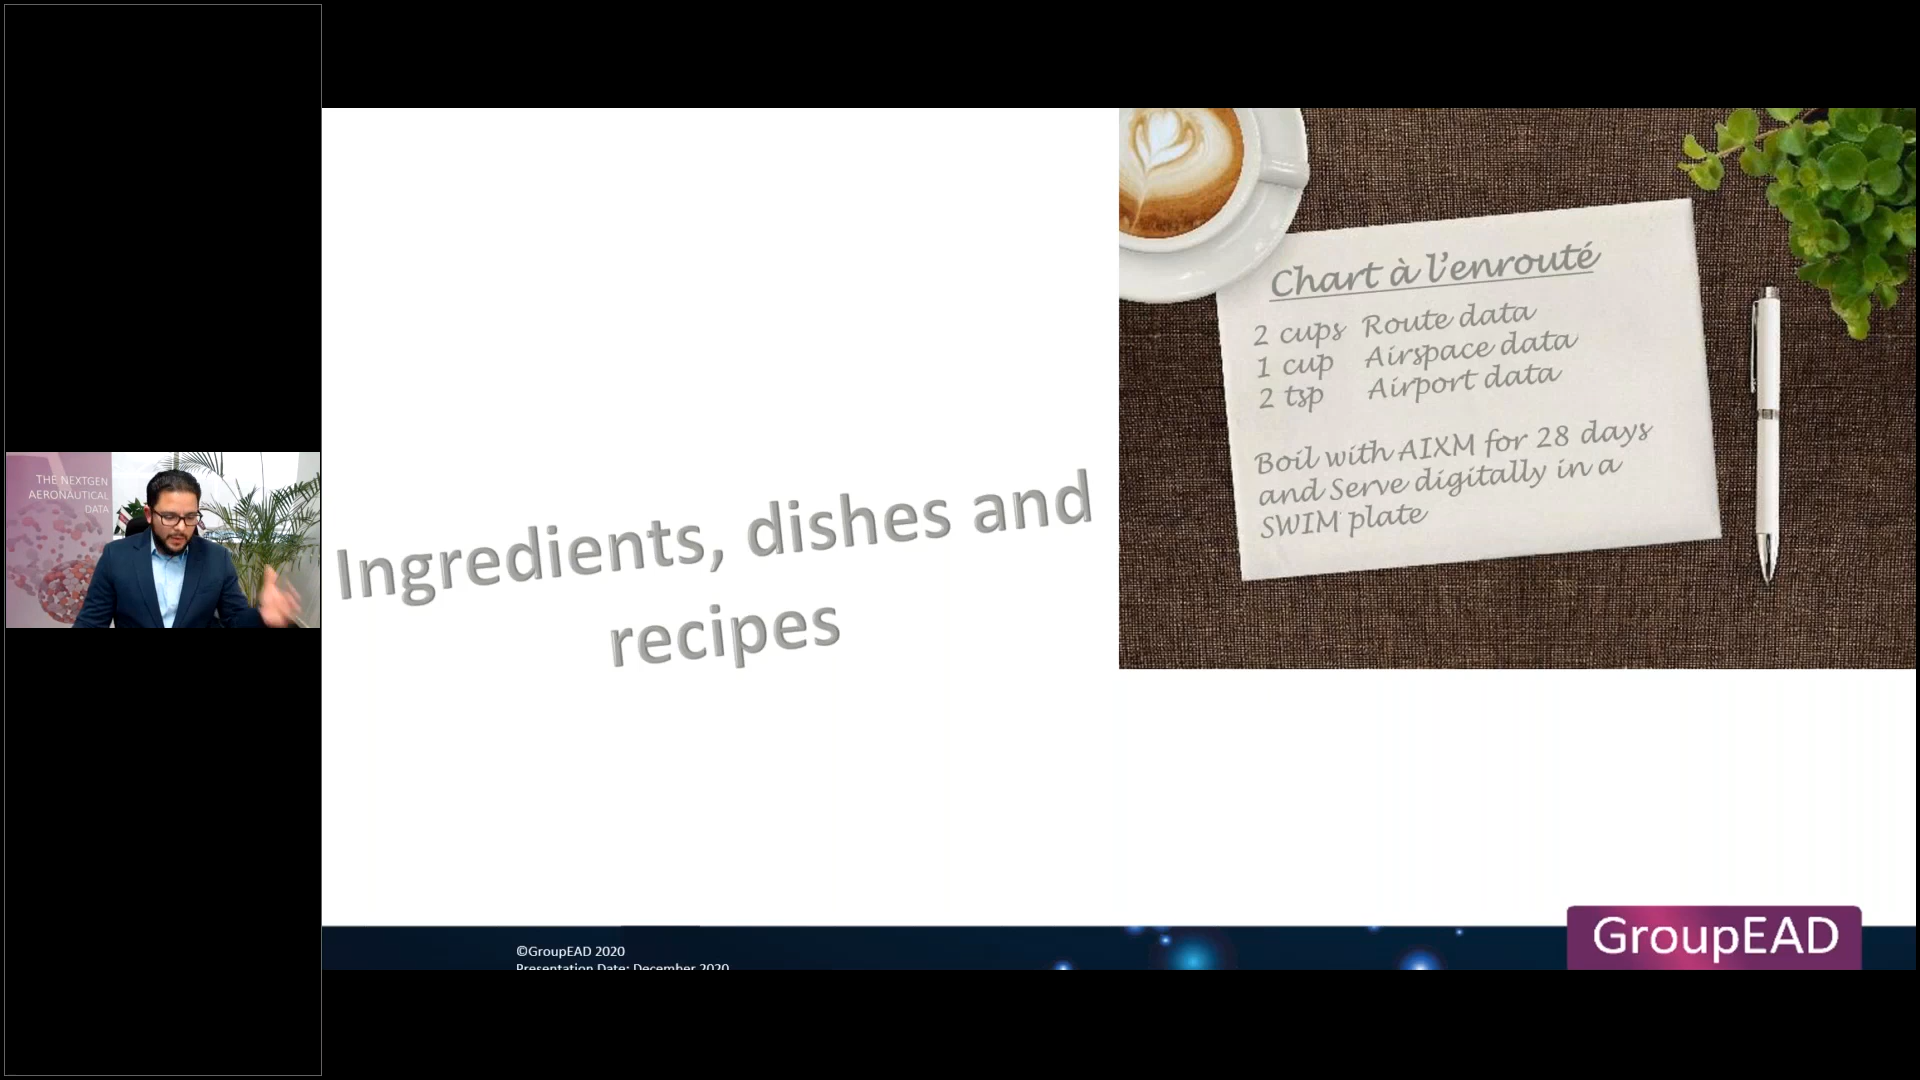 THE NEXTGEN
AERONAUTICAL
DATA
Ingredients, dishes and
recipes
Chart à l'enrouté
2 cups Route data
1 cup Airspace data
2 tsp Airport data
Boil with AIXM for 28 days
and Serve digitally in a
SWIM plate
©GroupEAD 2020
Presentation Date: December 2020
GroupEAD